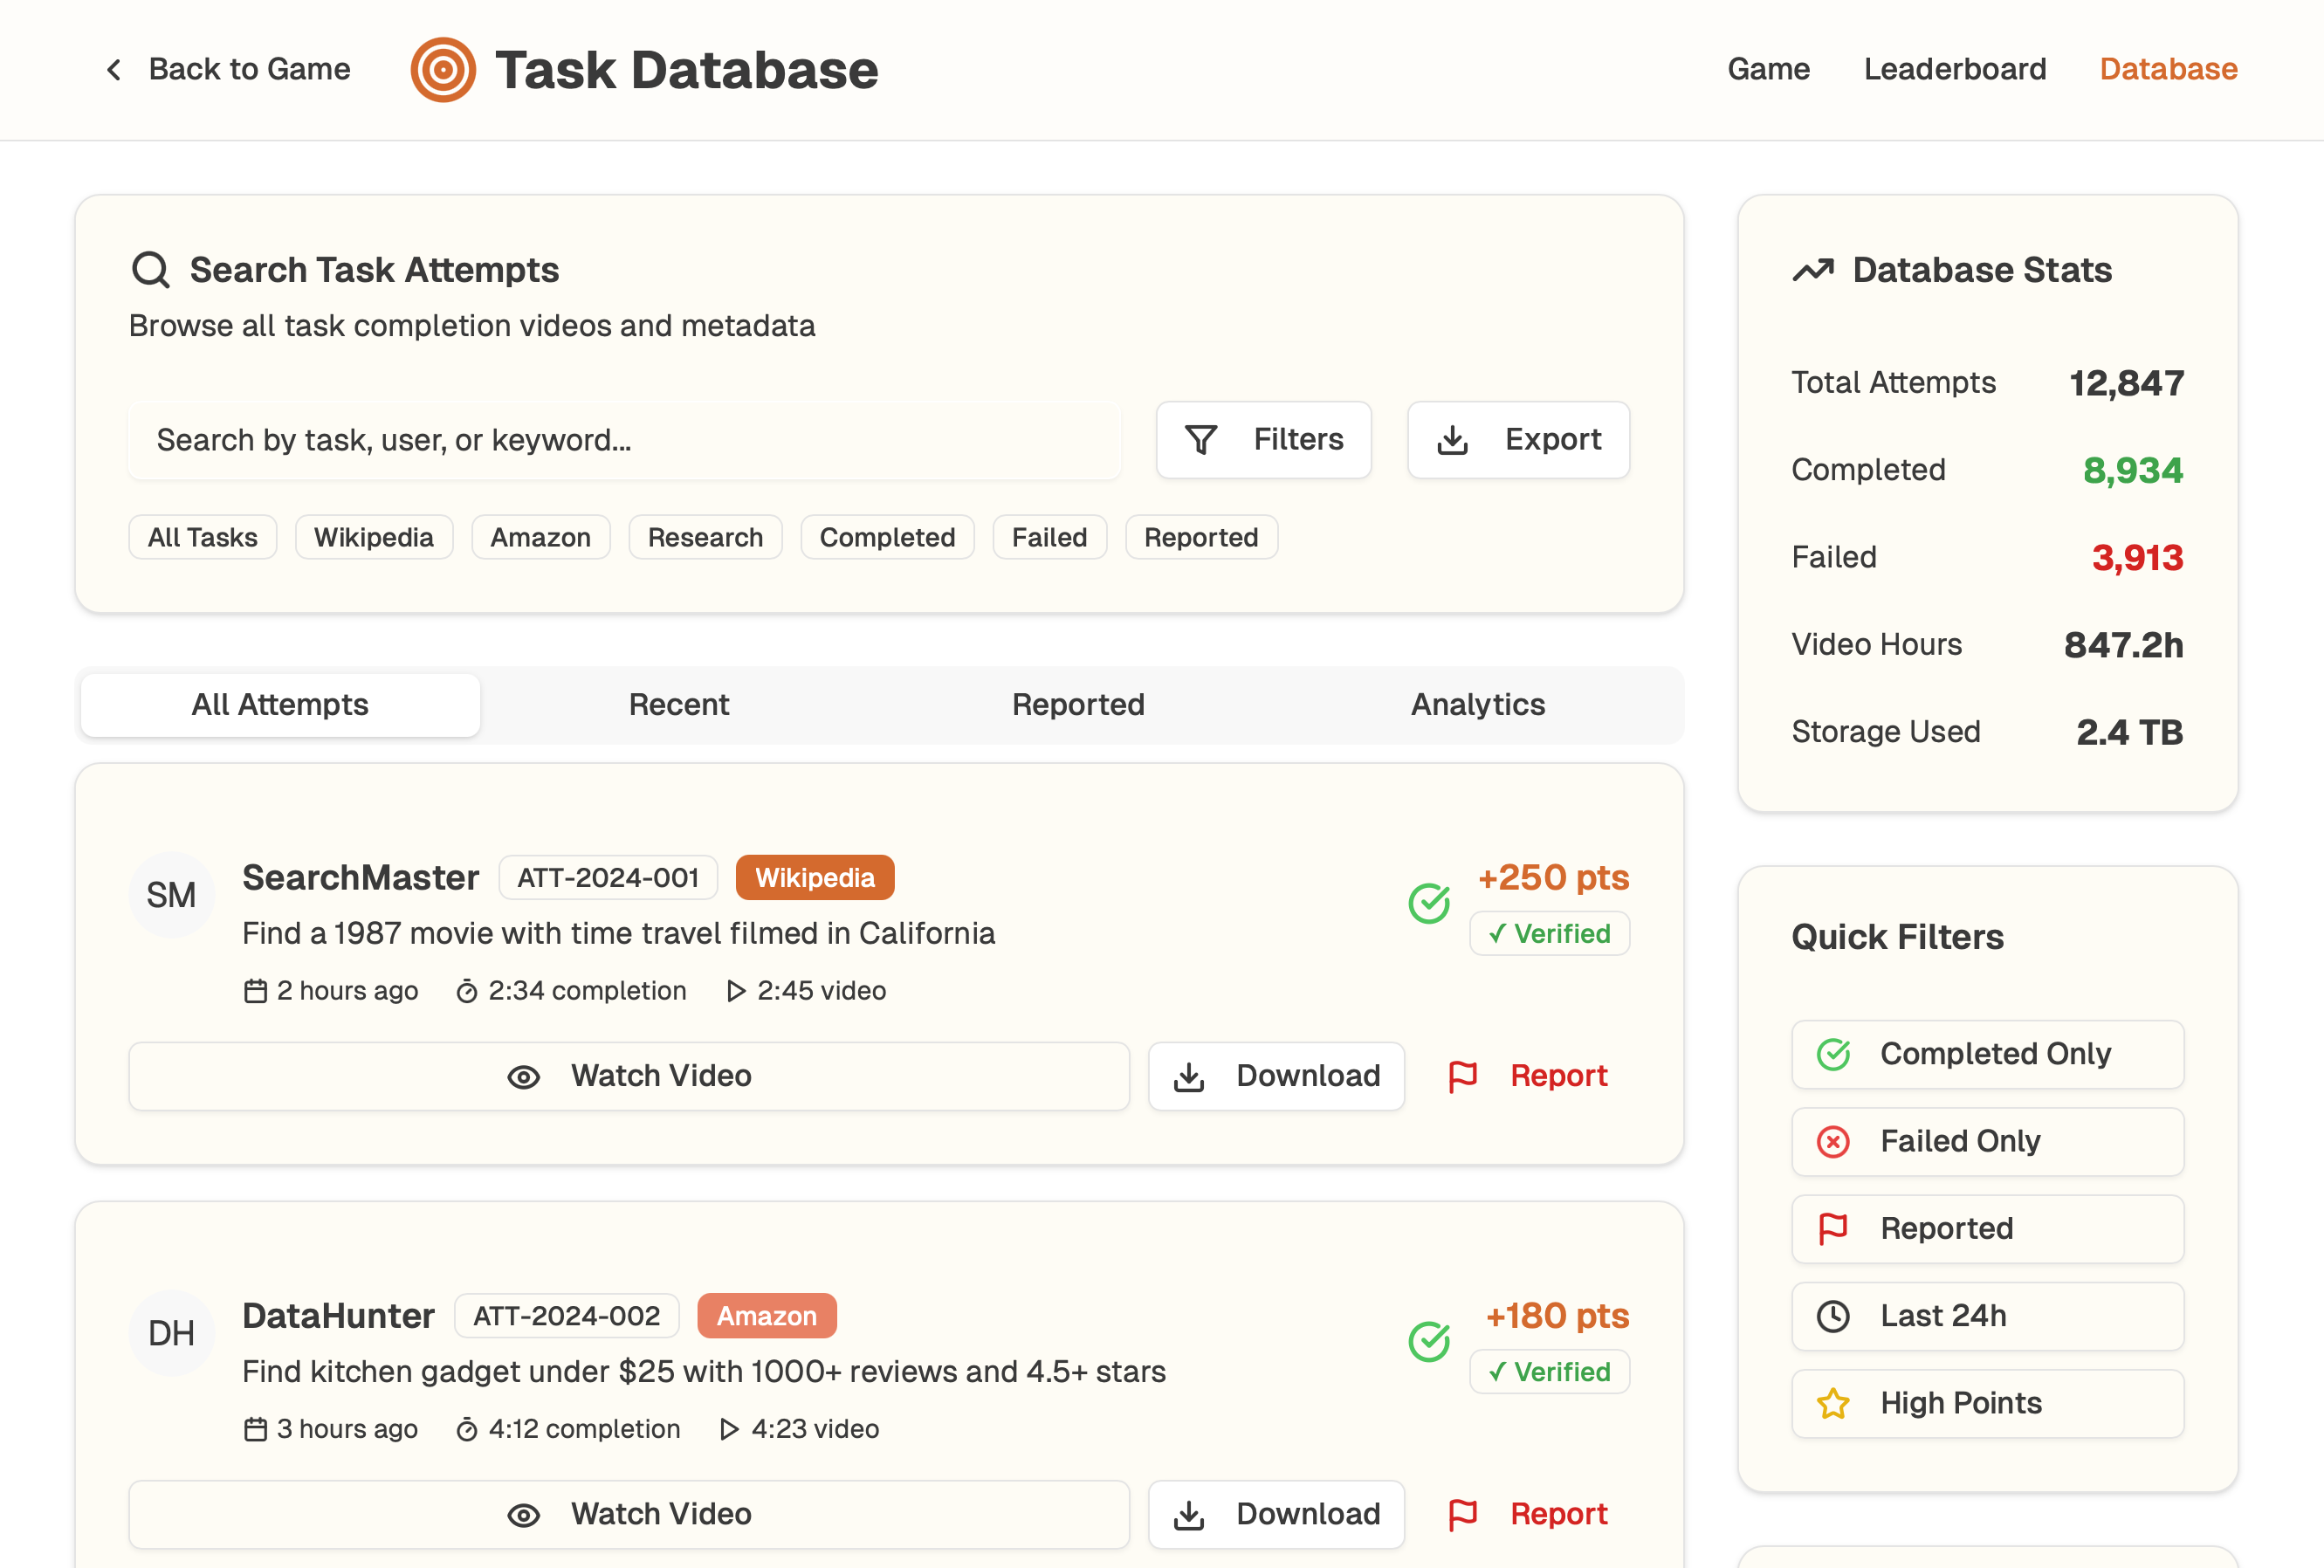 Back to Game
Task Database
Game
Leaderboard
Database
Search Task Attempts
Browse all task completion videos and metadata
Search by task, user, or keyword...
Filters
Export
All Tasks
Wikipedia
Amazon
Research
Completed
Failed
Reported
All Attempts
Recent
Reported
Analytics
SM
SearchMaster
ATT-2024-001
Wikipedia
Find a 1987 movie with time travel filmed in California
2 hours ago
2:34 completion
2:45 video
+250 pts
✓ Verified
Watch Video
Download
Report
DH
DataHunter
ATT-2024-002
Amazon
Find kitchen gadget under $25 with 1000+ reviews and 4.5+ stars
3 hours ago
4:12 completion
4:23 video
+180 pts
✓ Verified
Watch Video
Download
Report
Database Stats
Total Attempts 12,847
Completed 8,934
Failed 3,913
Video Hours 847.2h
Storage Used 2.4 TB
Quick Filters
Completed Only
Failed Only
Reported
Last 24h
High Points